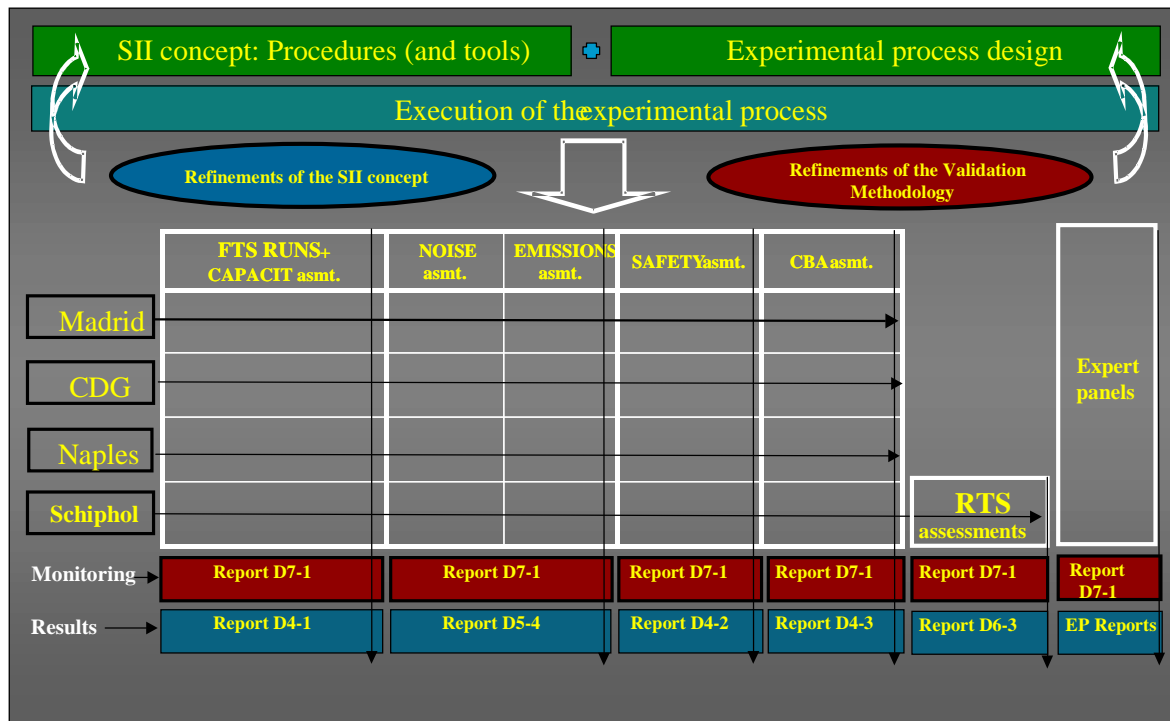 SII concept: Procedures (and tools)
Experimental process design
Execution of the experimental process
Refinements of the SII concept
Refinements of the Validation
Methodology
FTS RUNS+
CAPACIT asmt.
NOISE
asmt.
EMISSIONS
asmt.
SAFETY asmt.
CBA asmt.
Madrid
CDG
Naples
Schiphol
Expert
panels
RTS
assessments
Monitoring
Report D7-1
Report D7-1
Report D7-1
Report D7-1
Report D7-1
Report
D7-1
Results
Report D4-1
Report D5-4
Report D4-2
Report D4-3
Report D6-3
EP Reports